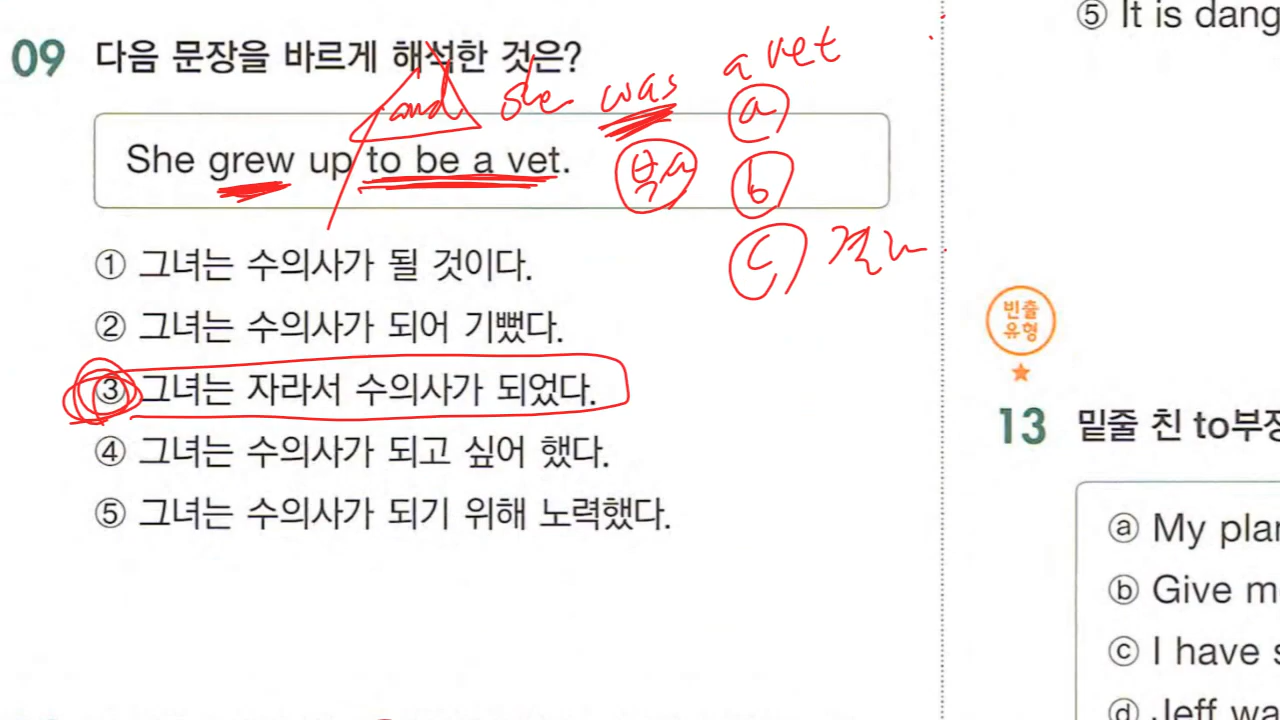 09 다음 문장을 바르게 해석한 것은?
and she was a vet
ⓐ
She grew up to be a vet.
부사 ⓑ
ⓒ 결과
① 그녀는 수의사가 될 것이다.
② 그녀는 수의사가 되어 기뻤다.
③ 그녀는 자라서 수의사가 되었다.
④ 그녀는 수의사가 되고 싶어 했다.
⑤ 그녀는 수의사가 되기 위해 노력했다.
⑤ It is dang
빈출
유형
13 밑줄 친 to부정
ⓐ My plan
ⓑ Give m
ⓒ I have s
ⓓ Jeff wa